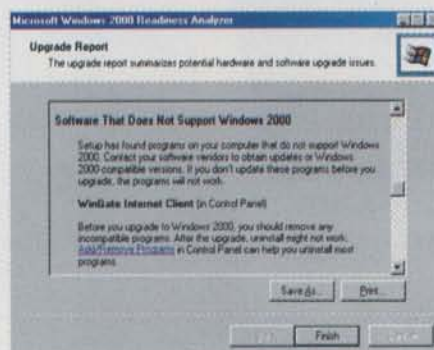 Microsoft Windows 2000 Readiness Analyzer
Upgrade Report
The upgrade report summarizes potential hardware and software upgrade issues.
Software That Does Not Support Windows 2000
Setup has found programs on your computer that do not support Windows
2000. Contact your software vendors to obtain updates or Windows
2000-compatible versions. If you don't update these programs before you
upgrade, the programs will not work.
WinGate Internet Client (in Control Panel)
Before you upgrade to Windows 2000, you should remove any
incompatible programs. After the upgrade, uninstall might not work.
Add/Remove Programs in Control Panel can help you uninstall most
programs.
Save As...
Print...
Finish